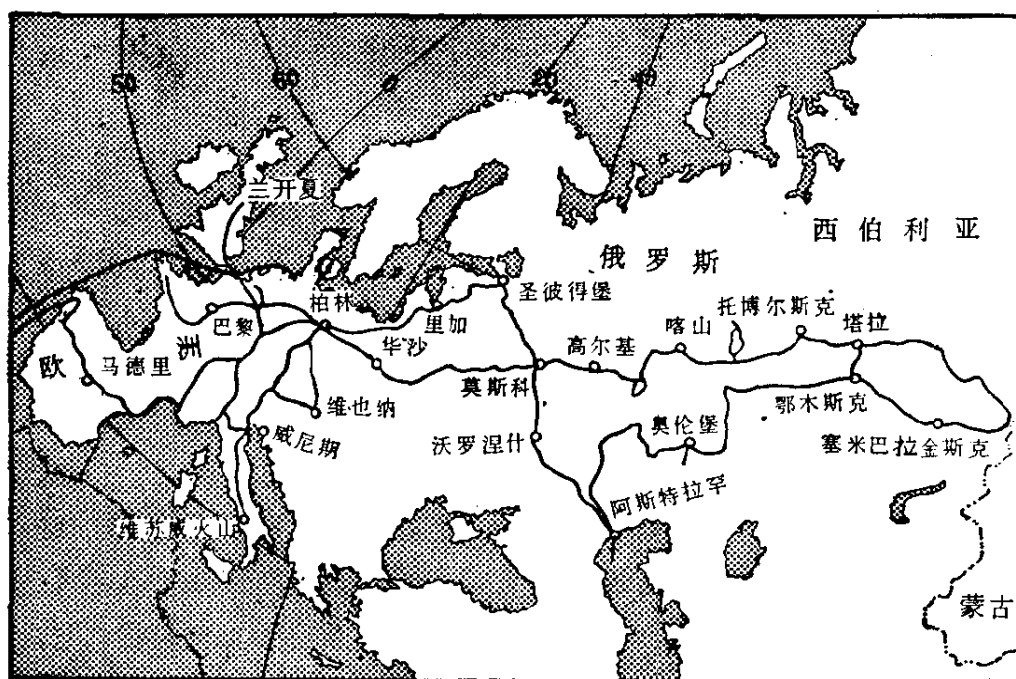 50
60
0
20
40
兰开夏
西伯利亚
俄罗斯
圣彼得堡
柏林
托博尔斯克
巴黎
里加
喀山
塔拉
欧洲
马德里
华沙
高尔基
莫斯科
维也纳
鄂木斯克
奥伦堡
威尼期
沃罗涅什
塞米巴拉金斯克
阿斯特拉罕
维苏威火山
蒙古